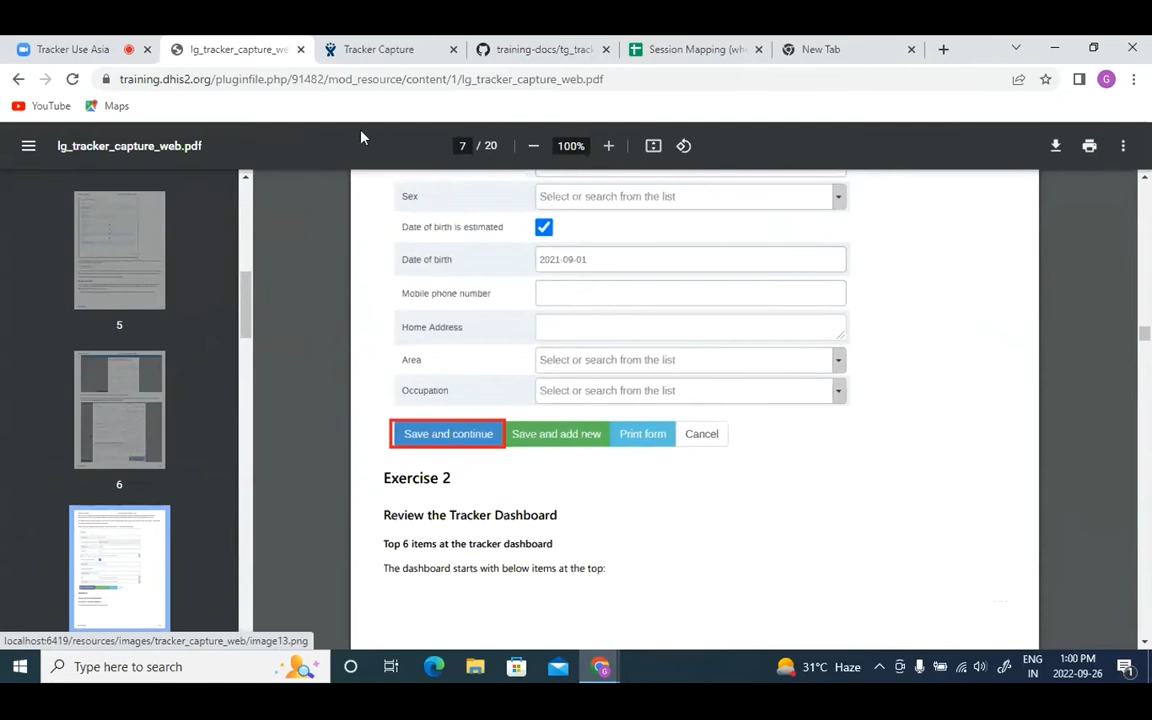 Tracker Use Asia
lg_tracker_capture_we
Tracker Capture
training-docs/tg_track
Session Mapping (whe
New Tab
training.dhis2.org/pluginfile.php/91482/mod_resource/content/1/lg_tracker_capture_web.pdf
G
YouTube
Maps
lg_tracker_capture_web.pdf
7 / 20
100%
Sex
Select or search from the list
Date of birth is estimated
Date of birth
2021-09-01
Mobile phone number
Home Address
Area
Select or search from the list
Occupation
Select or search from the list
Save and continue
Save and add new
Print form
Cancel
5
6
Exercise 2
Review the Tracker Dashboard
Top 6 items at the tracker dashboard
The dashboard starts with below items at the top:
localhost:6419/resources/images/tracker_capture_web/image13.png
Type here to search
31°C Haze
ENG
IN
1:00 PM
2022-09-26
1